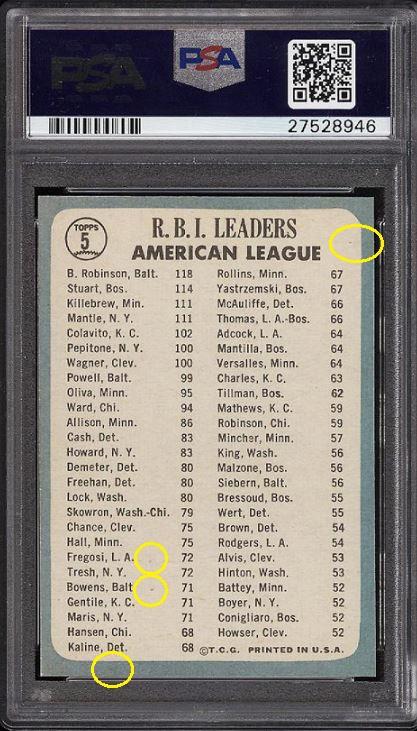 PSA
PSA
27528946
TOPPS
5
R.B.I. LEADERS
AMERICAN LEAGUE
B. Robinson, Balt. 118
Stuart, Bos. 114
Killebrew, Min. 111
Mantle, N. Y. 111
Colavito, K. C. 102
Pepitone, N. Y. 100
Wagner, Clev. 100
Powell, Balt. 99
Oliva, Minn. 95
Ward, Chi. 94
Allison, Minn. 86
Cash, Det. 83
Howard, N. Y. 83
Demeter, Det. 80
Freehan, Det. 80
Lock, Wash. 80
Skowron, Wash.-Chi. 79
Chance, Clev. 75
Hall, Minn. 75
Fregosi, L. A. 72
Tresh, N. Y. 72
Bowens, Balt. 71
Gentile, K. C. 71
Maris, N. Y. 71
Hansen, Chi. 68
Kaline, Det. 68
Rollins, Minn. 67
Yastrzemski, Bos. 67
McAuliffe, Det. 66
Thomas, L. A.-Bos. 66
Adcock, L. A. 64
Mantilla, Bos. 64
Versalles, Minn. 64
Charles, K. C. 63
Tillman, Bos. 62
Mathews, K. C. 59
Robinson, Chi. 59
Mincher, Minn. 57
King, Wash. 56
Malzone, Bos. 56
Siebern, Balt. 56
Bressoud, Bos. 55
Wert, Det. 55
Brown, Det. 54
Rodgers, L. A. 54
Alvis, Clev. 53
Hinton, Wash. 53
Battey, Minn. 52
Boyer, N. Y. 52
Conigliaro, Bos. 52
Howser, Clev. 52
© T.C.G. PRINTED IN U.S.A.